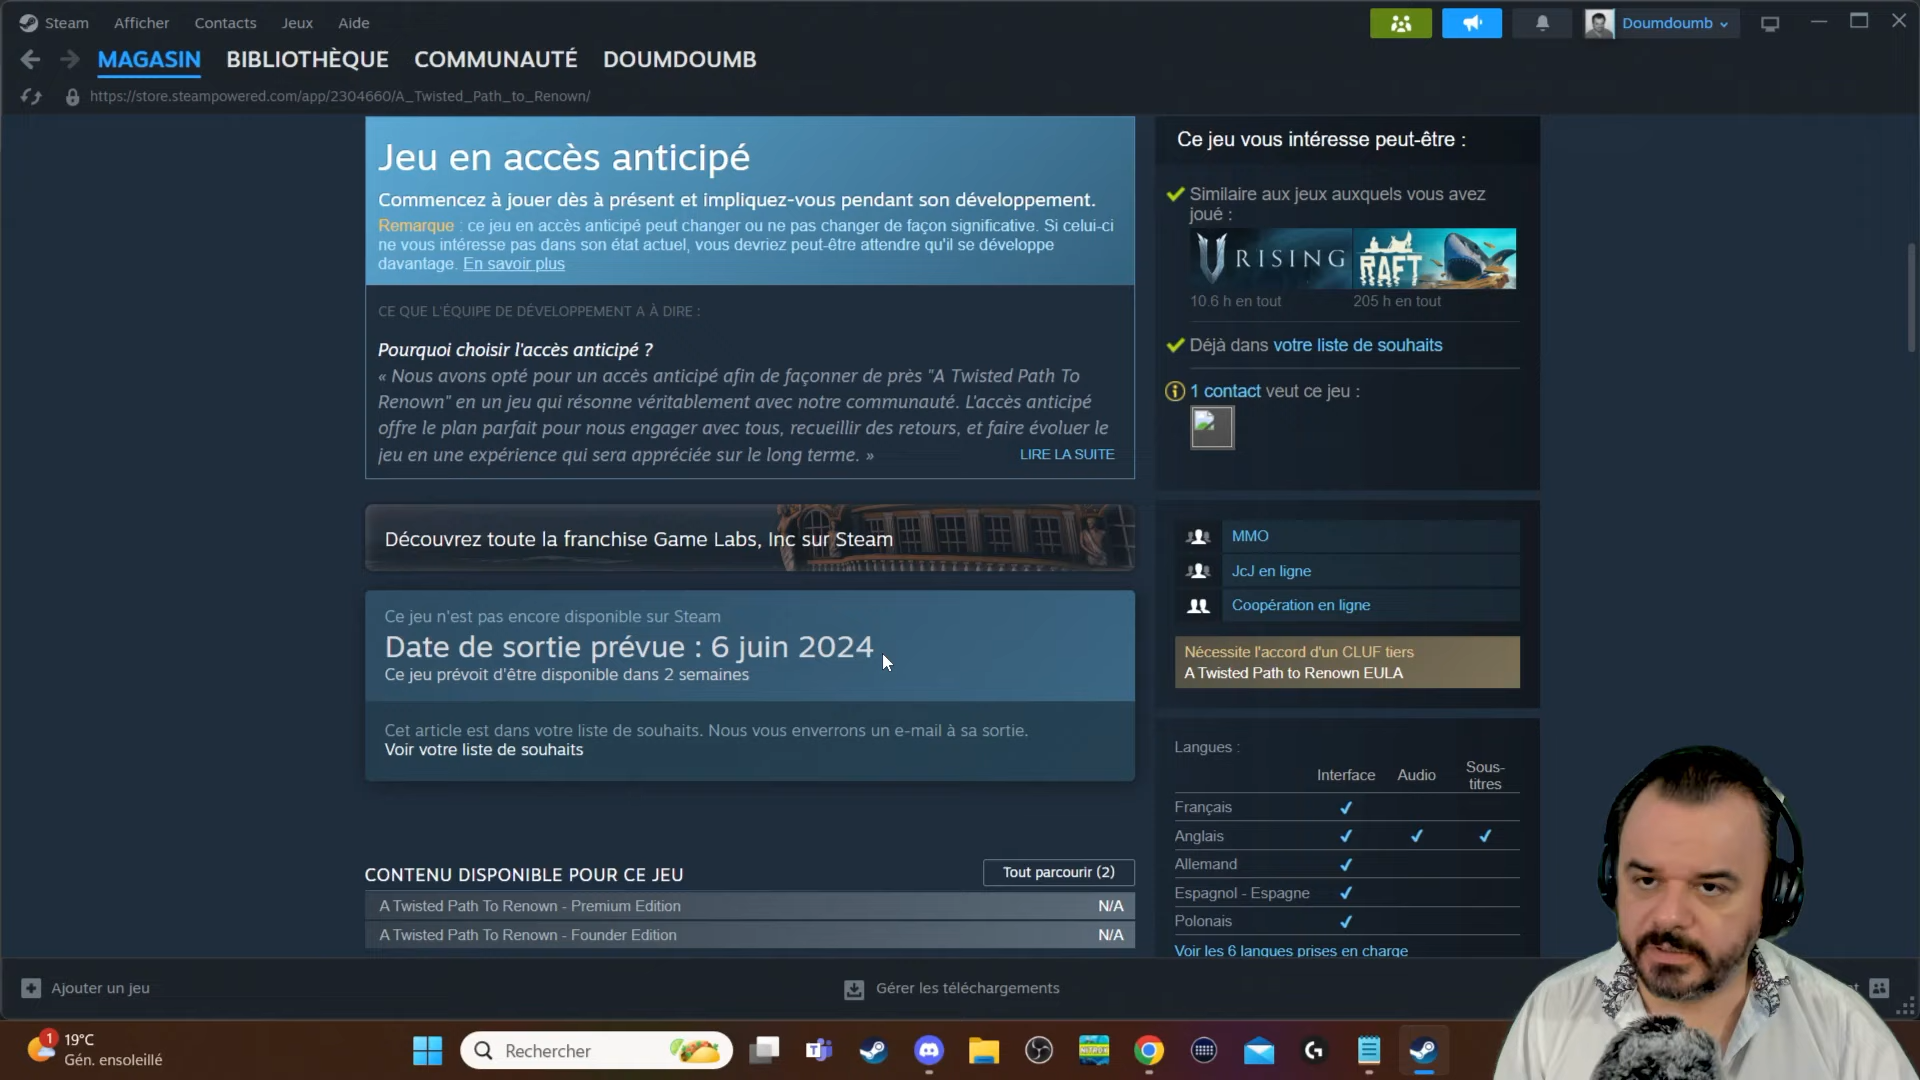 Steam Afficher Contacts Jeux Aide
Doumdoumb
MAGASIN BIBLIOTHÈQUE COMMUNAUTÉ DOUMDOUMB
https://store.steampowered.com/app/2304660/A_Twisted_Path_to_Renown/
Jeu en accès anticipé
Commencez à jouer dès à présent et impliquez-vous pendant son développement.
Remarque : ce jeu en accès anticipé peut changer ou ne pas changer de façon significative. Si celui-ci
ne vous intéresse pas dans son état actuel, vous devriez peut-être attendre qu'il se développe
davantage. En savoir plus
CE QUE L'ÉQUIPE DE DÉVELOPPEMENT A À DIRE :
Pourquoi choisir l'accès anticipé ?
« Nous avons opté pour un accès anticipé afin de façonner de près "A Twisted Path To
Renown" en un jeu qui résonne véritablement avec notre communauté. L'accès anticipé
offre le plan parfait pour nous engager avec tous, recueillir des retours, et faire évoluer le
jeu en une expérience qui sera appréciée sur le long terme. » LIRE LA SUITE
Découvrez toute la franchise Game Labs, Inc sur Steam
Ce jeu n'est pas encore disponible sur Steam
Date de sortie prévue : 6 juin 2024
Ce jeu prévoit d'être disponible dans 2 semaines
Cet article est dans votre liste de souhaits. Nous vous enverrons un e-mail à sa sortie.
Voir votre liste de souhaits
CONTENU DISPONIBLE POUR CE JEU Tout parcourir (2)
A Twisted Path To Renown - Premium Edition N/A
A Twisted Path To Renown - Founder Edition N/A
Ce jeu vous intéresse peut-être :
Similaire aux jeux auxquels vous avez
joué :
V RISING RAFT
10.6 h en tout 205 h en tout
Déjà dans votre liste de souhaits
1 contact veut ce jeu :
MMO
JcJ en ligne
Coopération en ligne
Nécessite l'accord d'un CLUF tiers
A Twisted Path to Renown EULA
Langues :
Interface Audio Sous-
titres
Français
Anglais
Allemand
Espagnol - Espagne
Polonais
Voir les 6 langues prises en charge
Ajouter un jeu Gérer les téléchargements
1 19°C
Gén. ensoleillé
Rechercher